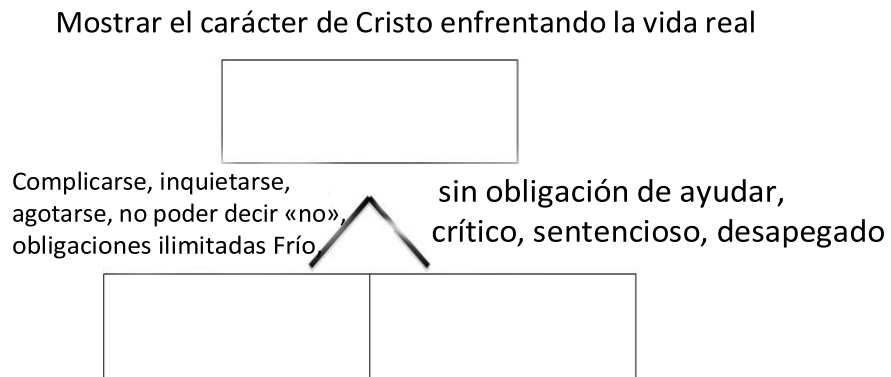 Mostrar el carácter de Cristo enfrentando la vida real
Complicarse, inquietarse,
agotarse, no poder decir «no»,
obligaciones ilimitadas Frío,
sin obligación de ayudar,
crítico, sentencioso, desapegado